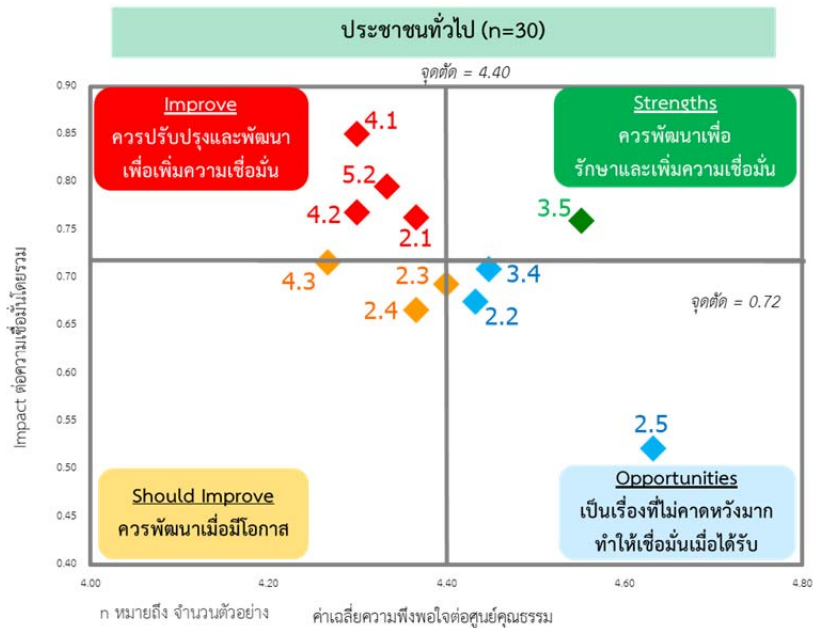 ประชาชนทั่วไป (n=30)
จุดตัด = 4.40
0.90
0.85
0.80
0.75
0.70
0.65
0.60
0.55
0.50
0.45
0.40
Impact ต่อความเชื่อมั่นโดยรวม
Improve
ควรปรับปรุงและพัฒนา
เพื่อเพิ่มความเชื่อมั่น
Strengths
ควรพัฒนาเพื่อ
รักษาและเพิ่มความเชื่อมั่น
4.1
5.2
4.2
2.1
3.5
4.3
2.3
3.4
2.4
2.2
จุดตัด = 0.72
2.5
Should Improve
ควรพัฒนาเมื่อมีโอกาส
Opportunities
เป็นเรื่องที่ไม่คาดหวังมาก
ทำให้เชื่อมั่นเมื่อได้รับ
4.00
4.20
4.40
4.60
4.80
n หมายถึง จำนวนตัวอย่าง
ค่าเฉลี่ยความพึงพอใจต่อศูนย์คุณธรรม